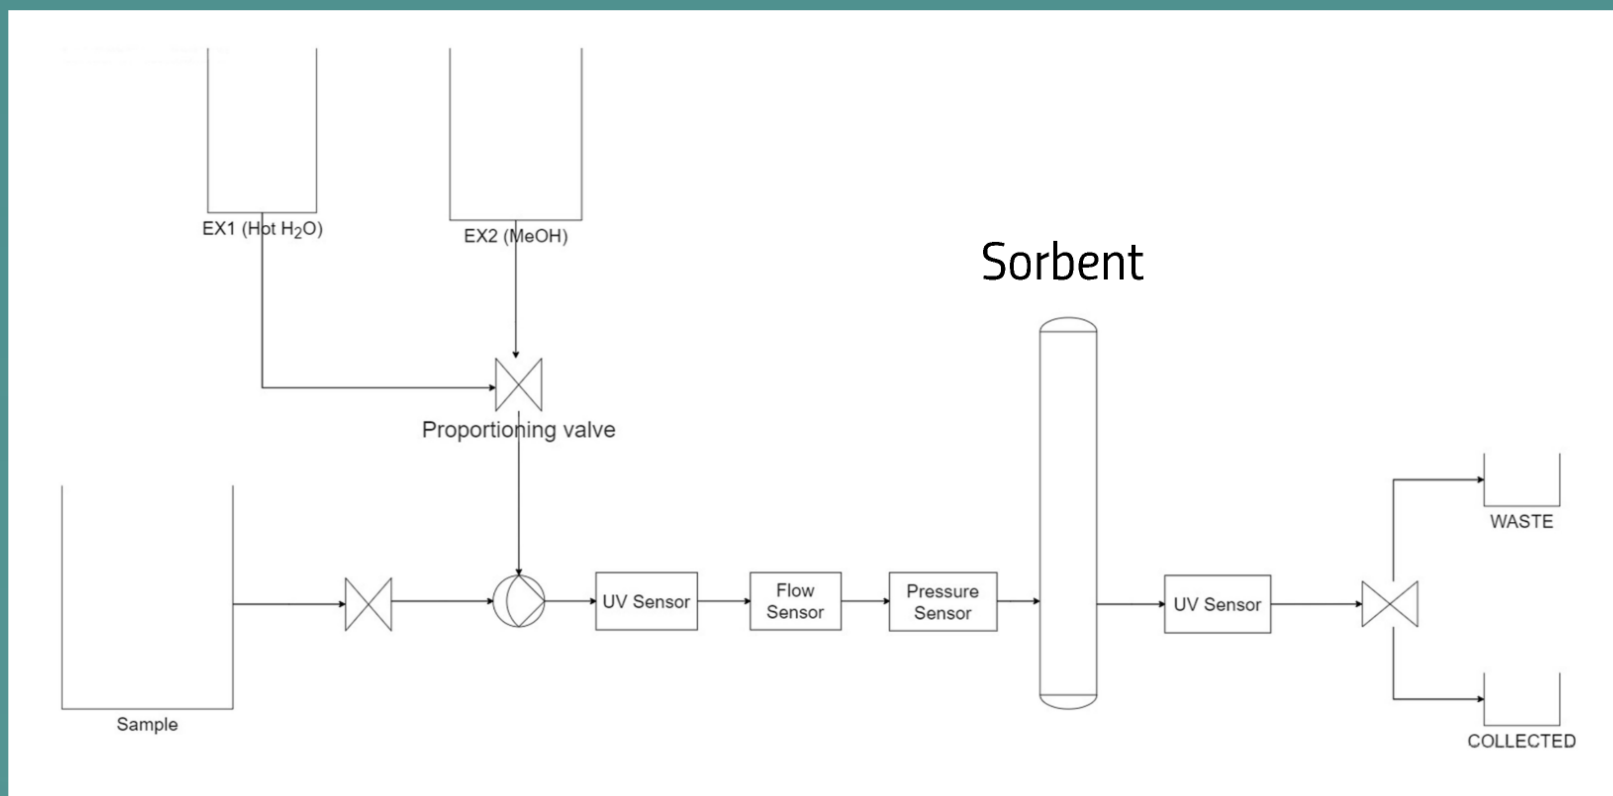 EX1 (Hot H₂O)
EX2 (MeOH)
Sorbent
Proportioning valve
WASTE
UV Sensor
Flow
Sensor
Pressure
Sensor
UV Sensor
Sample
COLLECTED